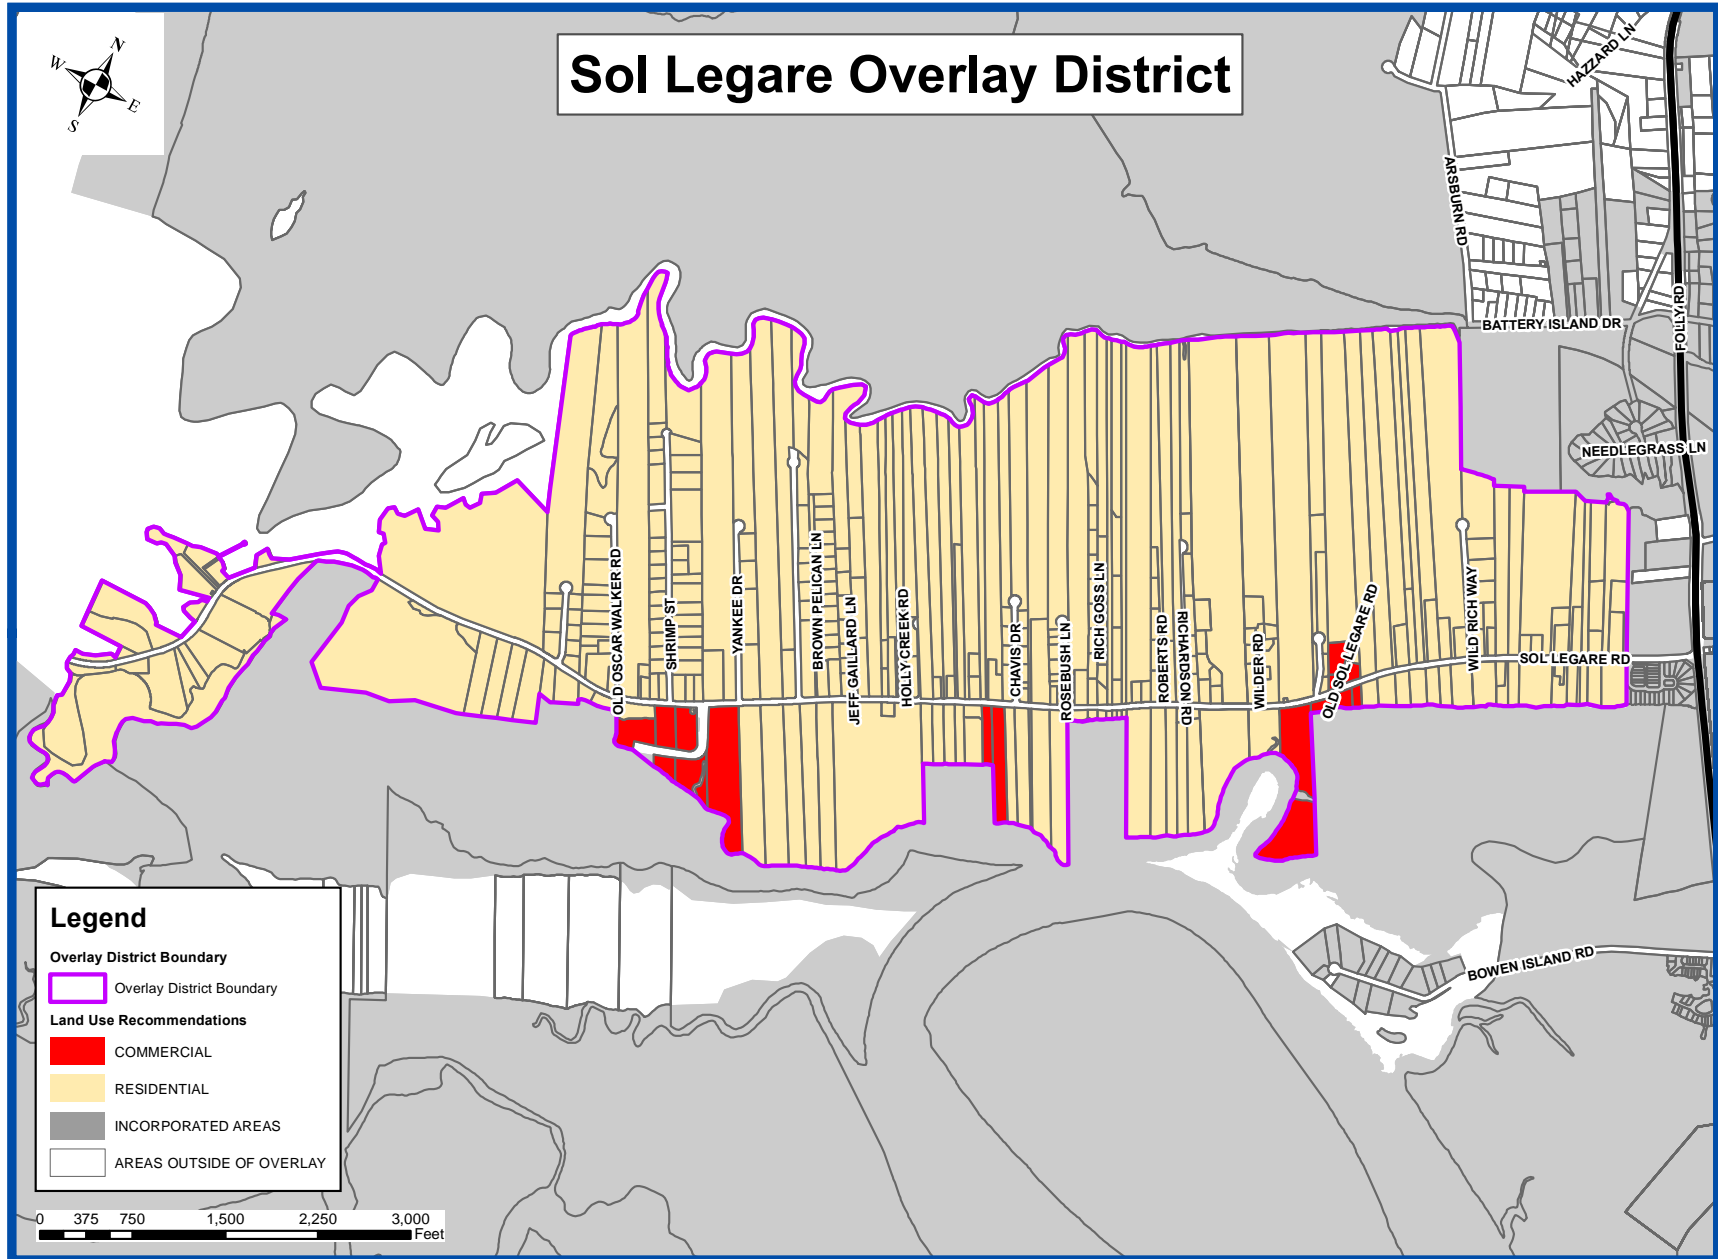 Sol Legare Overlay District
N
W
E
S
HAZZARD LN
ARSBURN RD
FOLLY RD
BATTERY ISLAND DR
NEEDLEGRASS LN
OLD OSCAR WALKER RD
SHRIMP ST
YANKEE DR
BROWN PELICAN LN
JEFF GAILLARD LN
HOLLY CREEK RD
CHAVIS DR
ROSEBUSH LN
RICH GOSS LN
ROBERTS RD
RICHARDSON RD
WILDER RD
OLD SOL LEGARE RD
WILD RICH WAY
SOL LEGARE RD
BOWEN ISLAND RD
Legend
Overlay District Boundary
Overlay District Boundary
Land Use Recommendations
COMMERCIAL
RESIDENTIAL
INCORPORATED AREAS
AREAS OUTSIDE OF OVERLAY
0 375 750 1,500 2,250 3,000
Feet